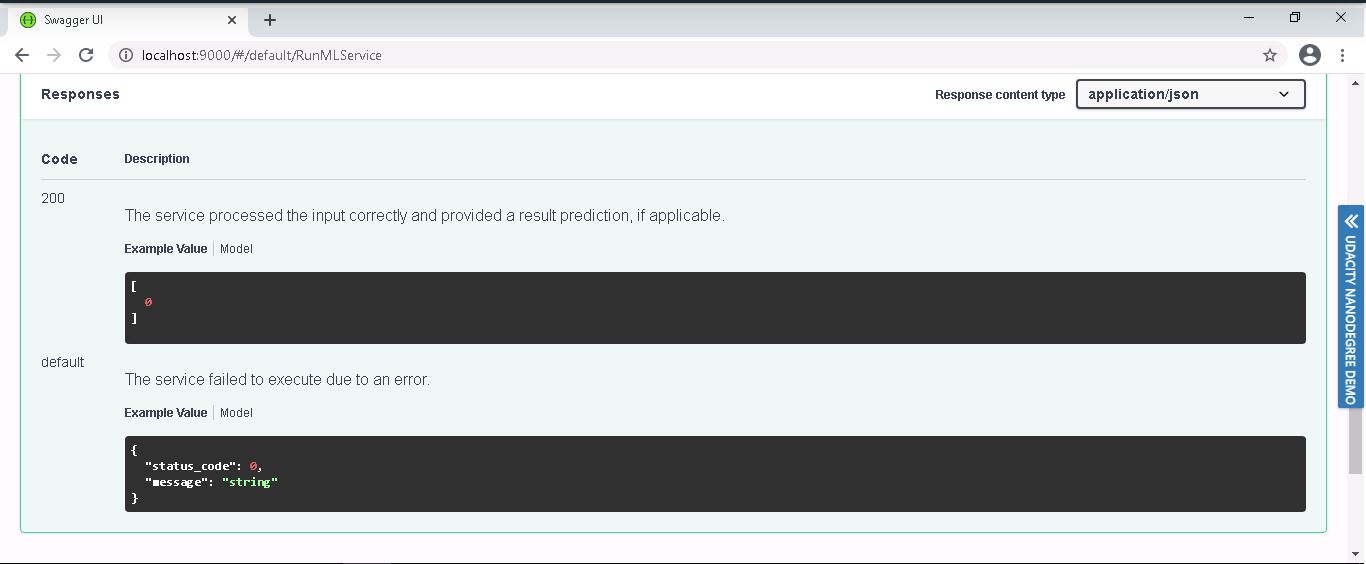 Swagger UI
localhost:9000/#/default/RunMLService
Responses
Response content type
application/json
Code
Description
200
The service processed the input correctly and provided a result prediction, if applicable.
Example Value
Model
[
0
]
default
The service failed to execute due to an error.
Example Value
Model
{
"status_code": 0,
"message": "string"
}
UDACITY NANODEGREE DEMO